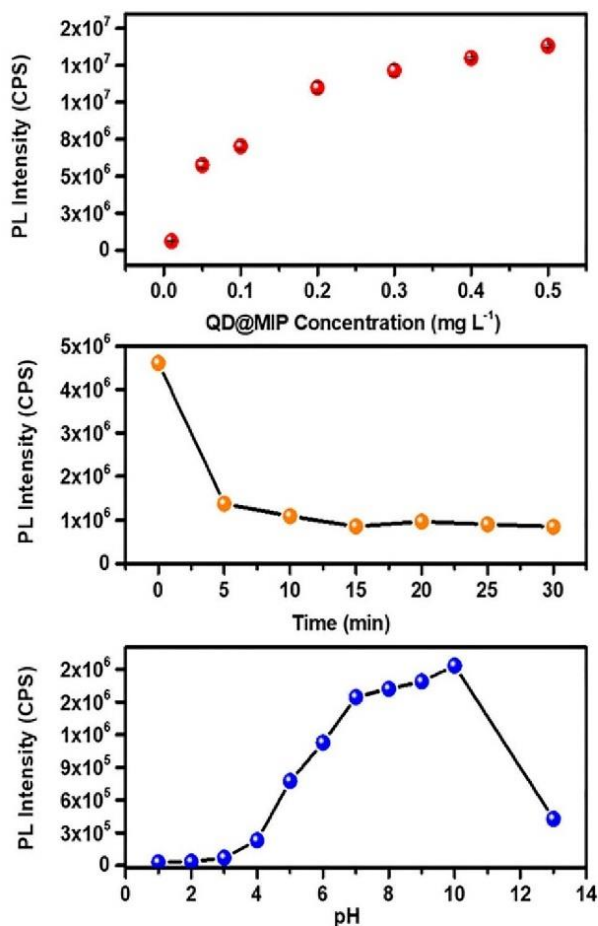 PL Intensity (CPS)
2x10⁷
1x10⁷
1x10⁷
8x10⁶
5x10⁶
3x10⁶
0
0.0 0.1 0.2 0.3 0.4 0.5
QD@MIP Concentration (mg L⁻¹)
PL Intensity (CPS)
5x10⁶
4x10⁶
3x10⁶
2x10⁶
1x10⁶
0
0 5 10 15 20 25 30
Time (min)
PL Intensity (CPS)
2x10⁶
2x10⁶
1x10⁶
9x10⁵
6x10⁵
3x10⁵
0
0 2 4 6 8 10 12 14
pH